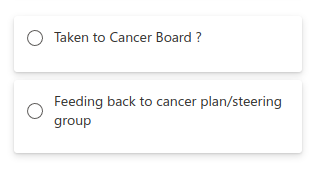 Taken to Cancer Board ?
Feeding back to cancer plan/steering
group